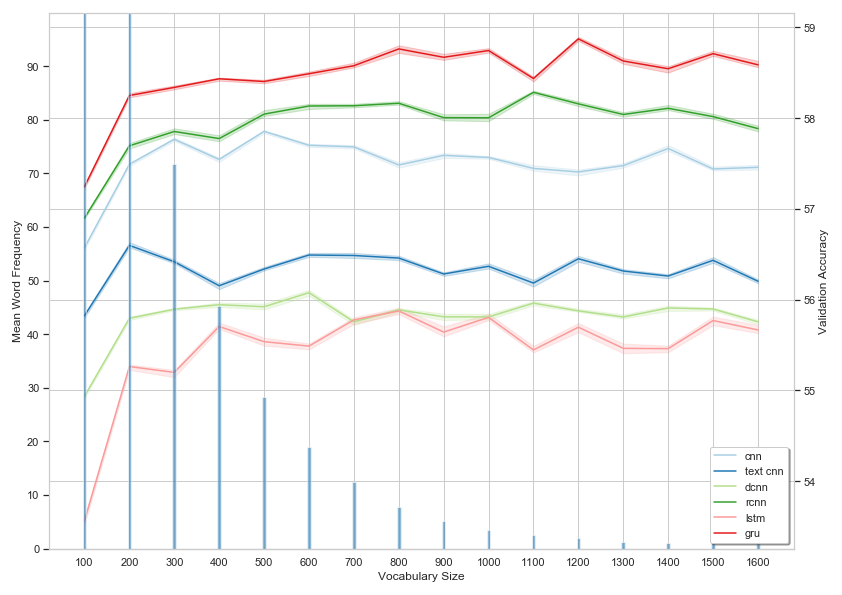 Mean Word Frequency
90
80
70
60
50
40
30
20
10
0
100 200 300 400 500 600 700 800 900 1000 1100 1200 1300 1400 1500 1600
Vocabulary Size
59
58
57
56
55
54
Validation Accuracy
cnn
text cnn
dcnn
rcnn
lstm
gru